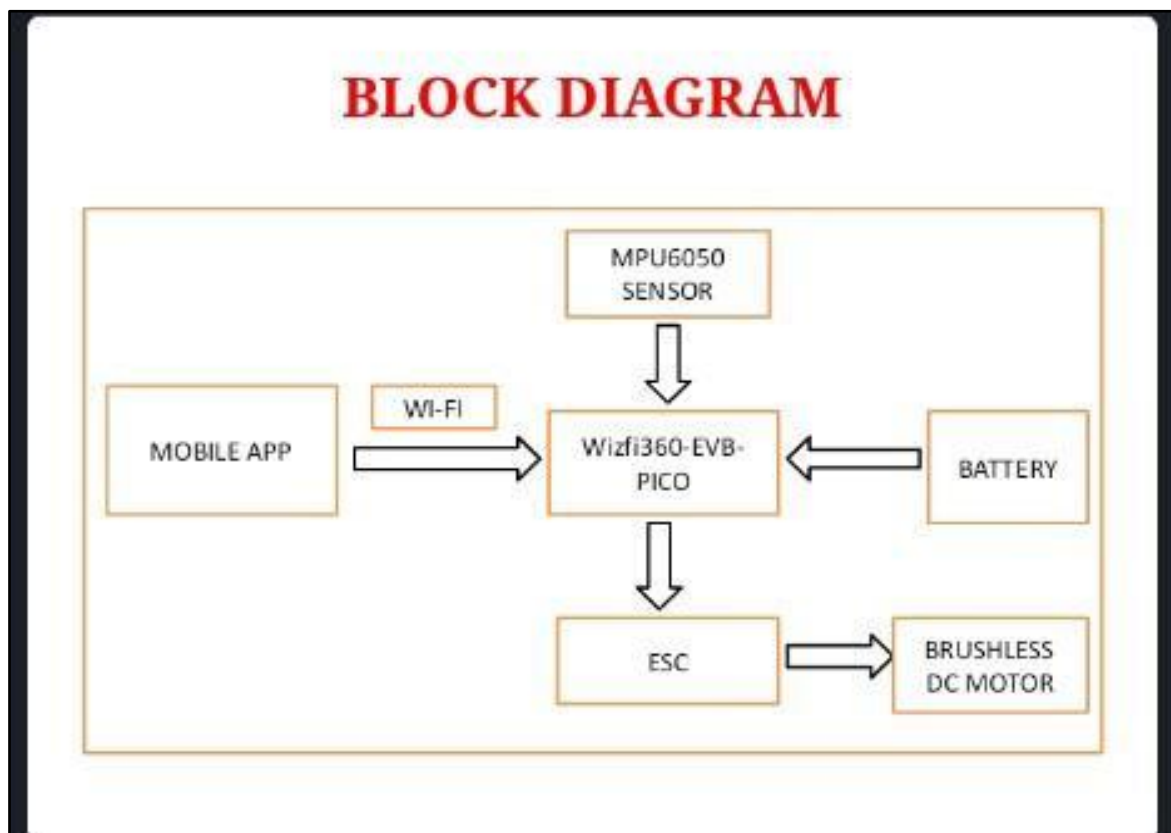 BLOCK DIAGRAM
MPU6050
SENSOR
WI-FI
MOBILE APP
Wizfi360-EVB-
PICO
BATTERY
ESC
BRUSHLESS
DC MOTOR